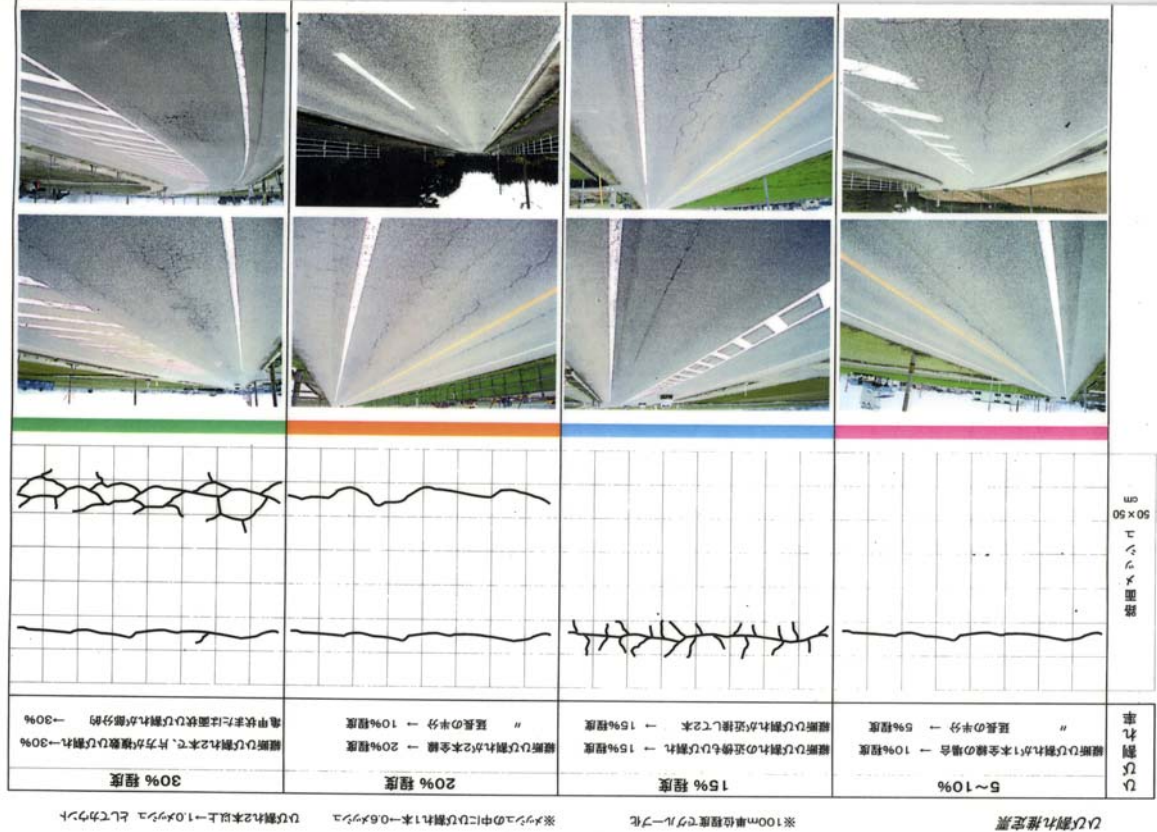 ひび割れ推定票
※100m単位程度でグループ化
※メッシュの中にひび割れ1本→0.6メッシュ
ひび割れ2本以上→1.0メッシュ としてカウント
ひび割れ率
5～10%
縦断ひび割れが1本全線の場合 → 10%程度
〃 延長の半分 → 5%程度
15% 程度
縦断ひび割れの近傍もひび割れ → 15%程度
縦断ひび割れが近接して2本 → 15%程度
20% 程度
縦断ひび割れが2本全線 → 20%程度
〃 延長の半分 → 10%程度
30% 程度
縦断ひび割れ2本で、片方が複数ひび割れ→30%
亀甲状または面状ひび割れが部分的 →30%
路面メッシュ
50×50
cm